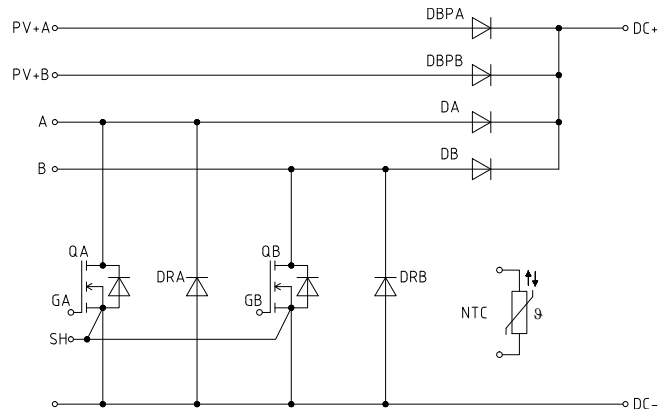 DBPA
PV+A
DC+
DBPB
PV+B
DA
A
DB
B
QA
QB
DRA
DRB
GA
GB
NTC
ϑ
SH
DC-